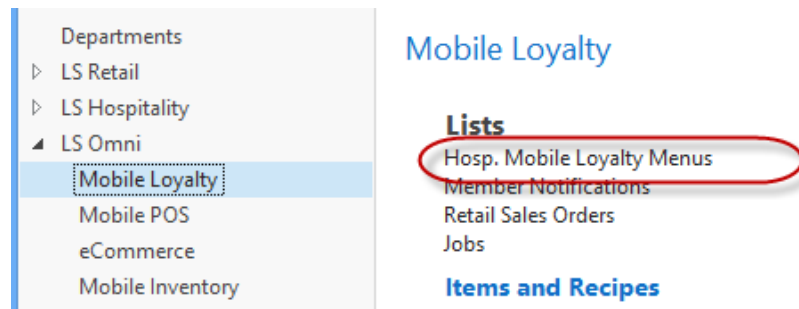 Departments
LS Retail
LS Hospitality
LS Omni
Mobile Loyalty
Mobile POS
eCommerce
Mobile Inventory
Mobile Loyalty
Lists
Hosp. Mobile Loyalty Menus
Member Notifications
Retail Sales Orders
Jobs
Items and Recipes